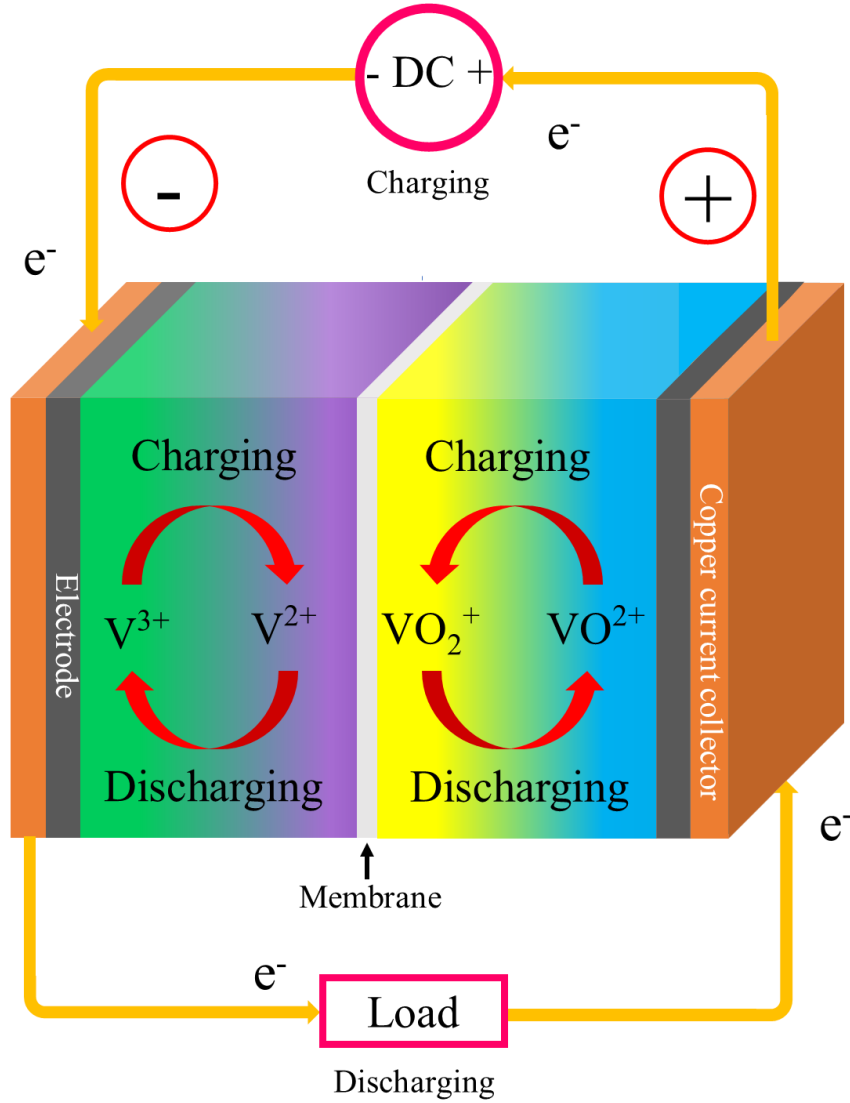 - DC +
e-
Charging
-
+
e-
Charging
Charging
Electrode
V3+
V2+
VO2+
VO2+
Copper current collector
Discharging
Discharging
e-
Membrane
e-
Load
Discharging